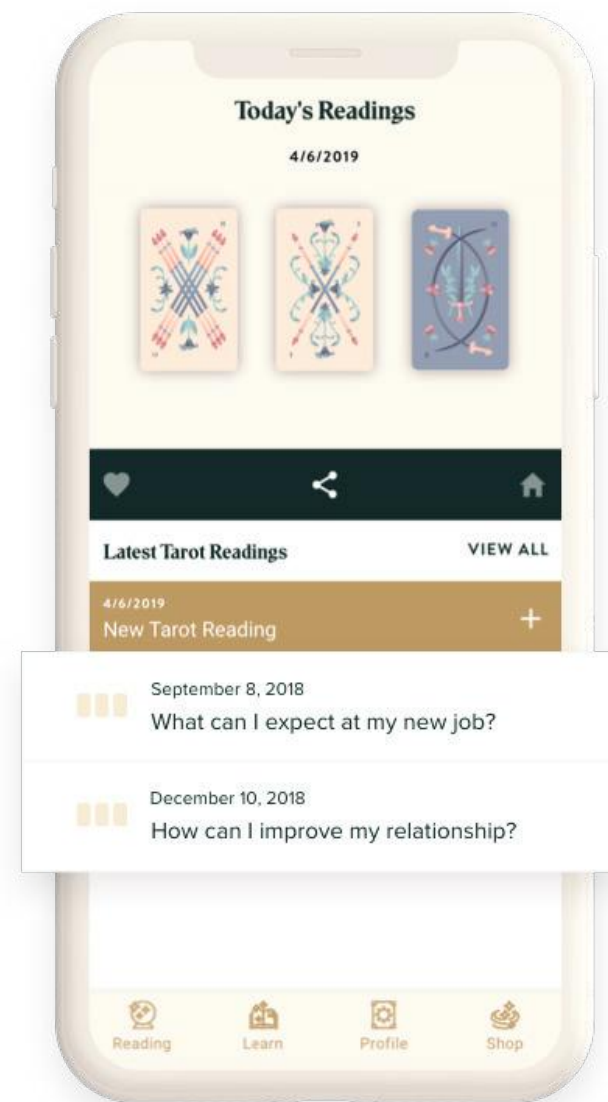 Today's Readings
4/6/2019
Latest Tarot Readings
VIEW ALL
4/6/2019
New Tarot Reading
September 8, 2018
What can I expect at my new job?
December 10, 2018
How can I improve my relationship?
Reading
Learn
Profile
Shop